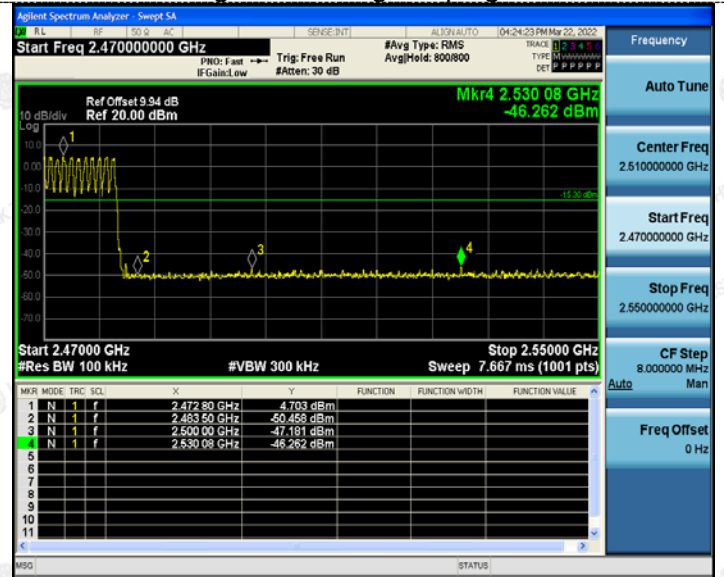 Agilent Spectrum Analyzer - Swept SA
RL RF 50 Ω AC SENSE:INT ALIGN AUTO 04:24:23 PM Mar 22, 2022
Start Freq 2.470000000 GHz
PNO: Fast
IFGain:Low
Trig: Free Run
#Atten: 30 dB
#Avg Type: RMS
Avg|Hold: 800/800
TRACE 1 2 3 4 5 6
TYPE M
DET P P P P P P
Frequency
Auto Tune
Center Freq
2.510000000 GHz
Start Freq
2.470000000 GHz
Stop Freq
2.550000000 GHz
CF Step
8.000000 MHz
Auto Man
Freq Offset
0 Hz
Mkr4 2.530 08 GHz
-46.262 dBm
Ref Offset 9.94 dB
10 dB/div Ref 20.00 dBm
Log
10.0
0.00
-10.0
-20.0
-30.0
-40.0
-50.0
-60.0
-70.0
1
2
3
4
-15.30 dBm
Start 2.47000 GHz Stop 2.55000 GHz
#Res BW 100 kHz #VBW 300 kHz Sweep 7.667 ms (1001 pts)
MKR MODE TRC SCL X Y FUNCTION FUNCTION WIDTH FUNCTION VALUE
1 N 1 f 2.472 80 GHz 4.703 dBm
2 N 1 f 2.483 50 GHz -50.458 dBm
3 N 1 f 2.500 00 GHz -47.181 dBm
4 N 1 f 2.530 08 GHz -46.262 dBm
5
6
7
8
9
10
11
MSG STATUS